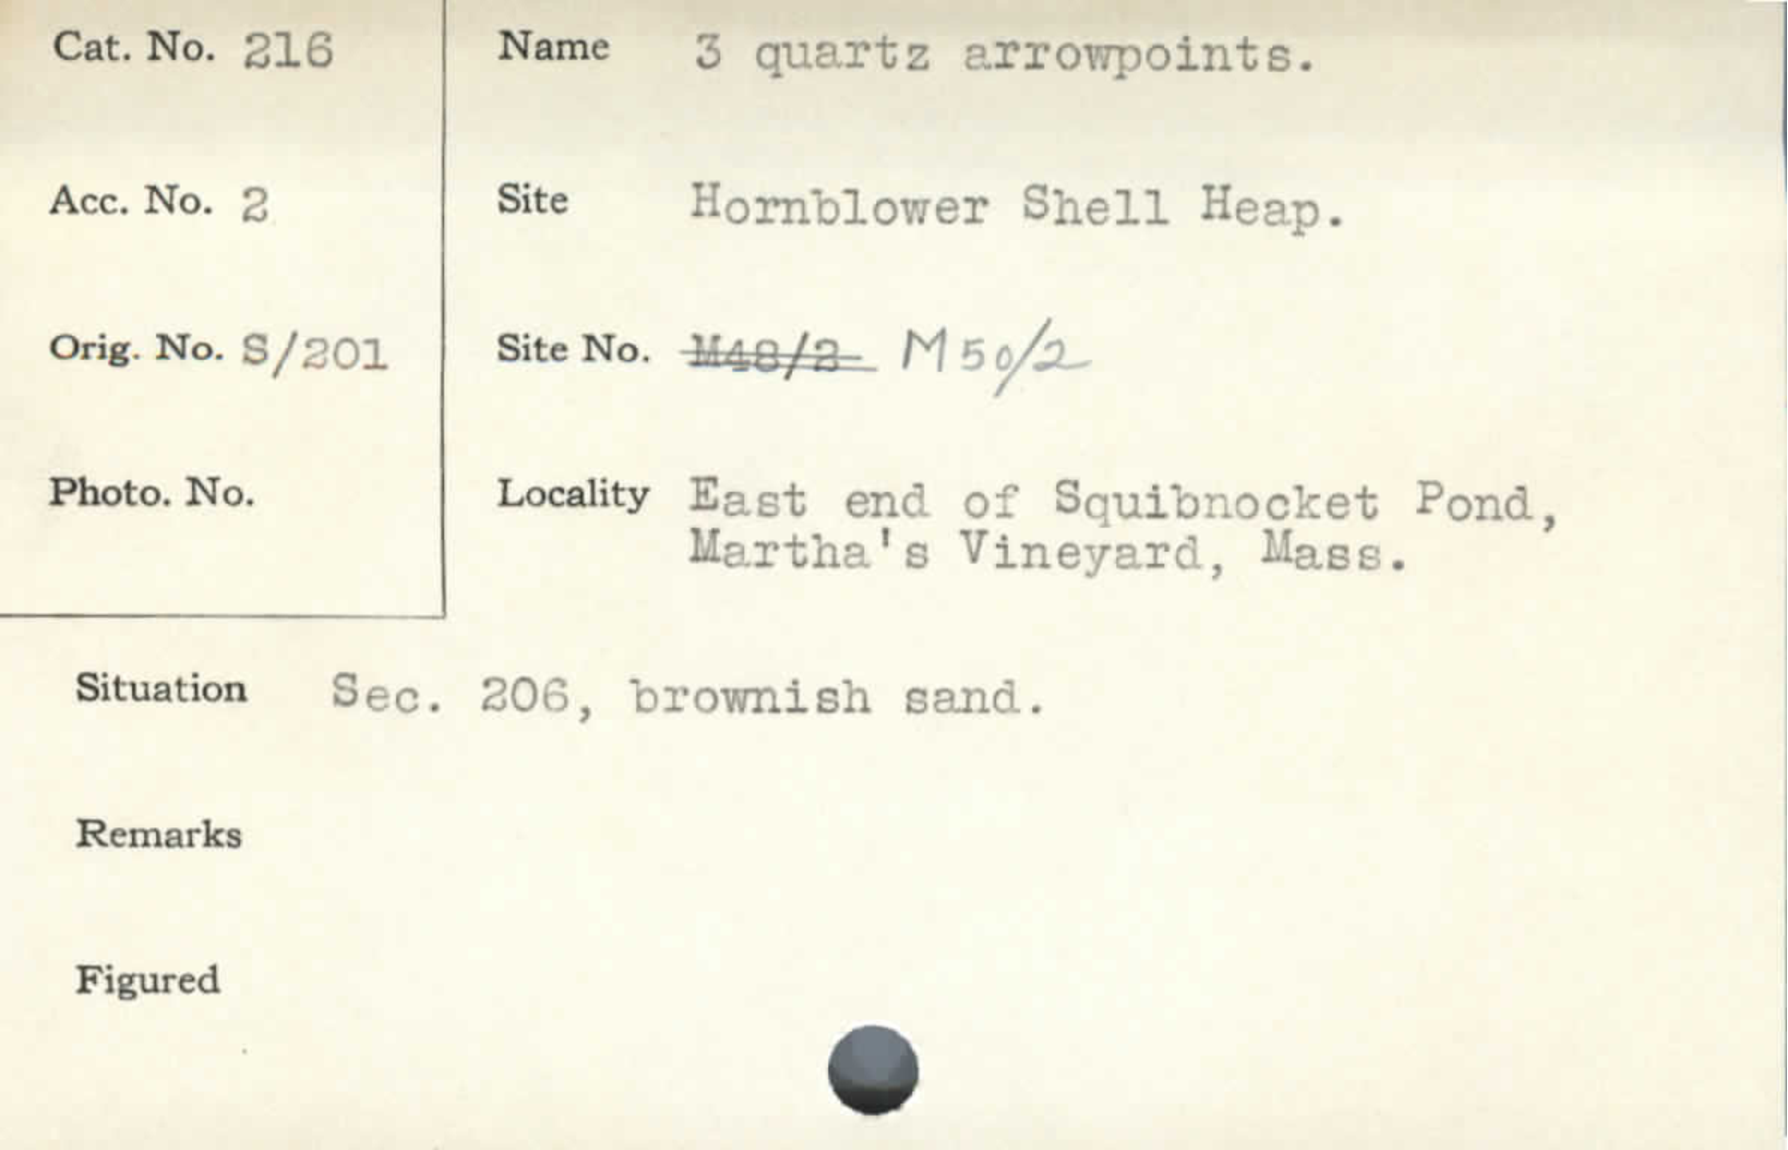 Cat. No. 216
Name 3 quartz arrowpoints.
Acc. No. 2
Site Hornblower Shell Heap.
Orig. No. S/201
Site No. M48/2 M50/2
Photo. No.
Locality East end of Squibnocket Pond,
Martha's Vineyard, Mass.
Situation Sec. 206, brownish sand.
Remarks
Figured